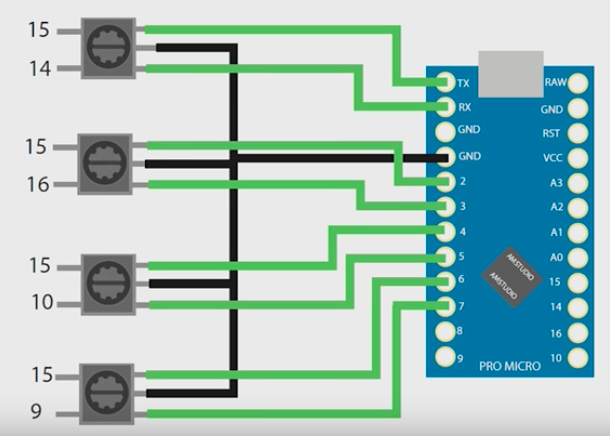 15
14
15
16
15
10
15
9
TX
RX
GND
GND
2
3
4
5
6
7
8
9
RAW
GND
RST
VCC
A3
A2
A1
A0
15
14
16
10
AMSTUDIO
AMSTUDIO
PRO MICRO